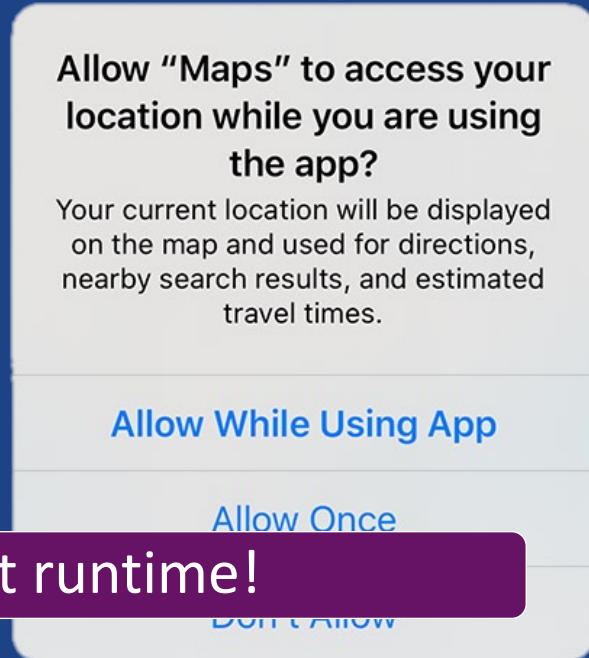 Allow “Maps” to access your
location while you are using
the app?
Your current location will be displayed
on the map and used for directions,
nearby search results, and estimated
travel times.
Allow While Using App
Allow Once
t runtime!
Don't Allow